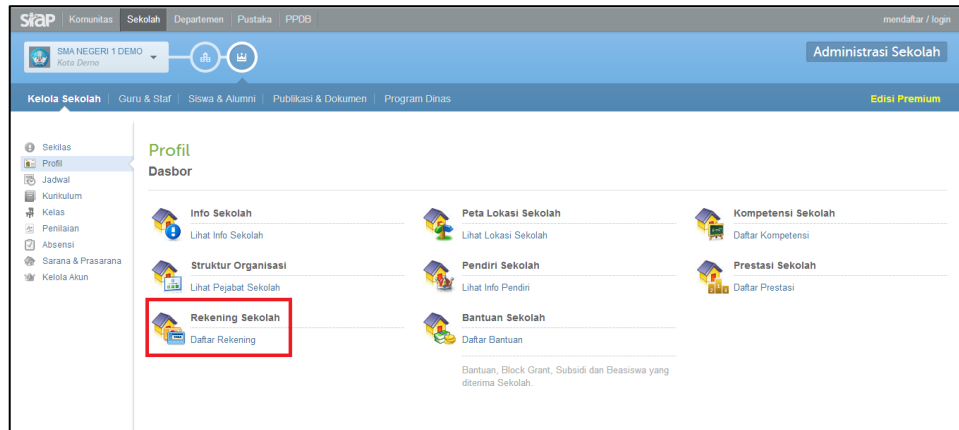 siap Komunitas Sekolah Departemen Pustaka PPDB mendaftar / login
SMA NEGERI 1 DEMO
Kota Demo
Administrasi Sekolah
Kelola Sekolah Guru & Staf Siswa & Alumni Publikasi & Dokumen Program Dinas Edisi Premium
Sekilas
Profil
Jadwal
Kurikulum
Kelas
Penilaian
Absensi
Sarana & Prasarana
Kelola Akun
Profil
Dasbor
Info Sekolah
Lihat Info Sekolah
Peta Lokasi Sekolah
Lihat Lokasi Sekolah
Kompetensi Sekolah
Daftar Kompetensi
Struktur Organisasi
Lihat Pejabat Sekolah
Pendiri Sekolah
Lihat Info Pendiri
Prestasi Sekolah
Daftar Prestasi
Rekening Sekolah
Daftar Rekening
Bantuan Sekolah
Daftar Bantuan
Bantuan, Block Grant, Subsidi dan Beasiswa yang
diterima Sekolah.